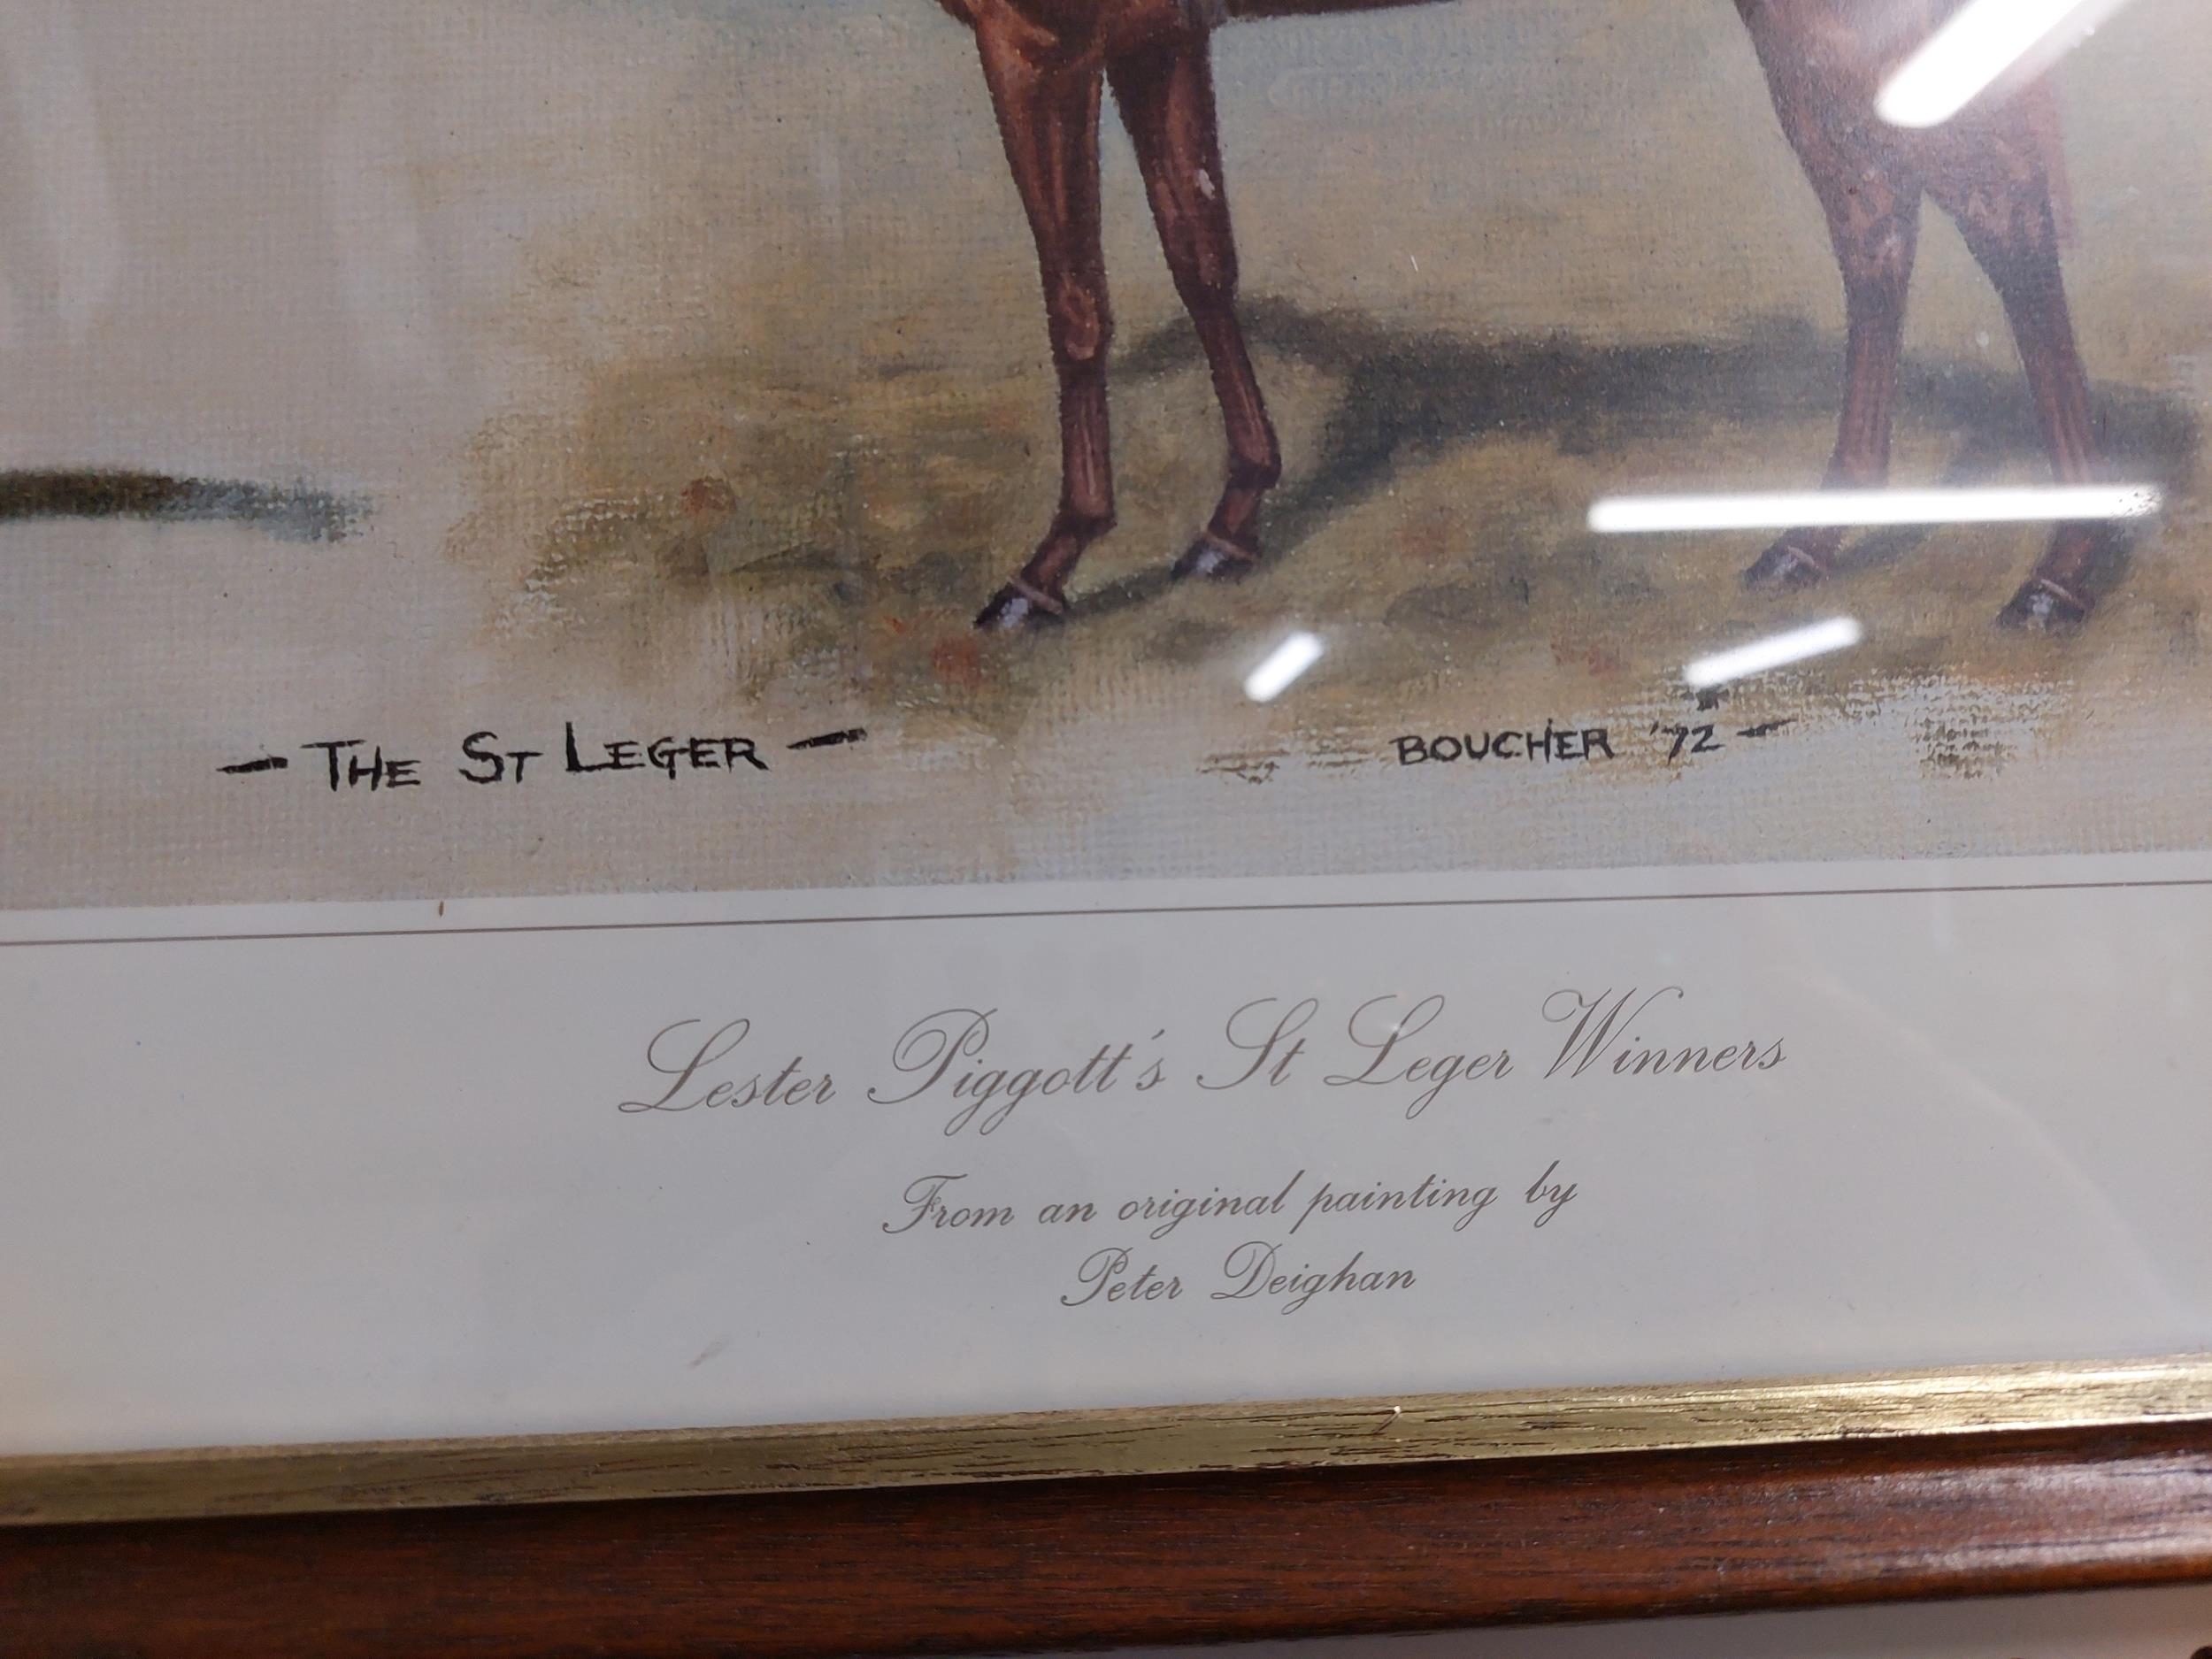 - THE ST LEGER -
BOUCHER '72 -
Lester Piggott's St Leger Winners
From an original painting by
Peter Deighan